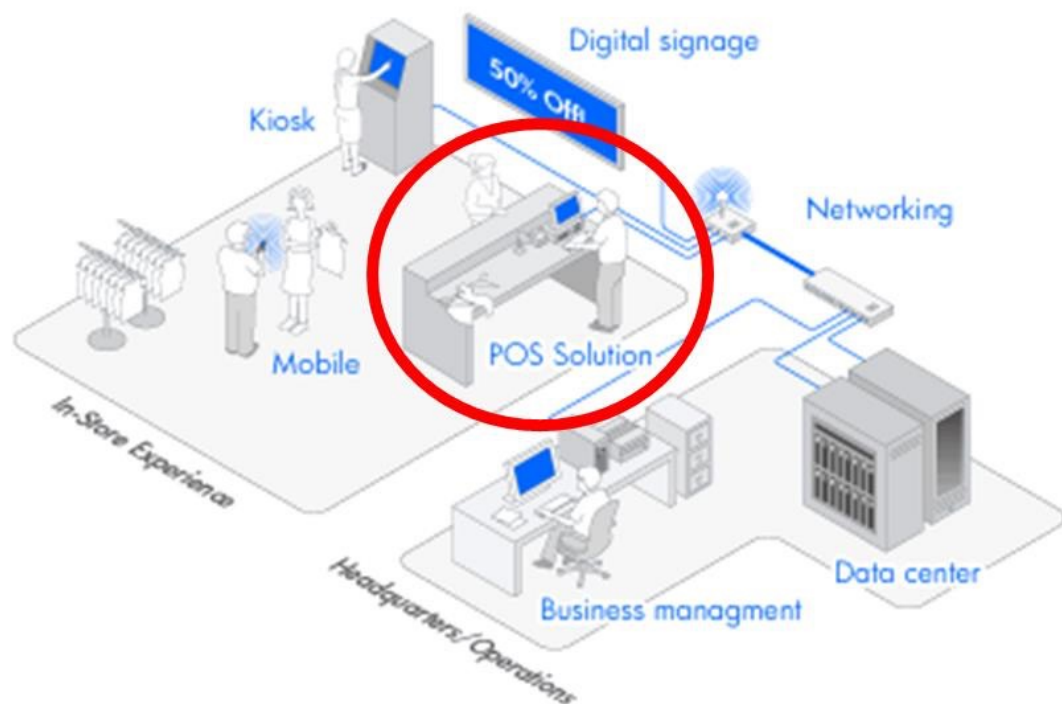 Digital signage
50% Off!
Kiosk
Networking
Mobile
POS Solution
In-Store Experience
Data center
Business managment
Headquarters/Operations